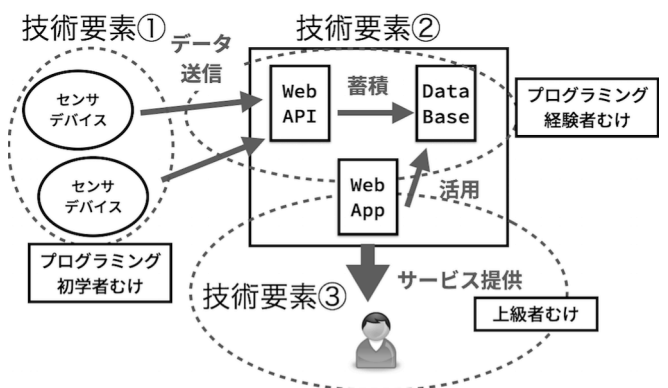 技術要素①
データ
送信
技術要素②
センサ
デバイス
センサ
デバイス
Web
API
蓄積
Data
Base
プログラミング
経験者むけ
Web
App
活用
プログラミング
初学者むけ
技術要素③
サービス提供
上級者むけ